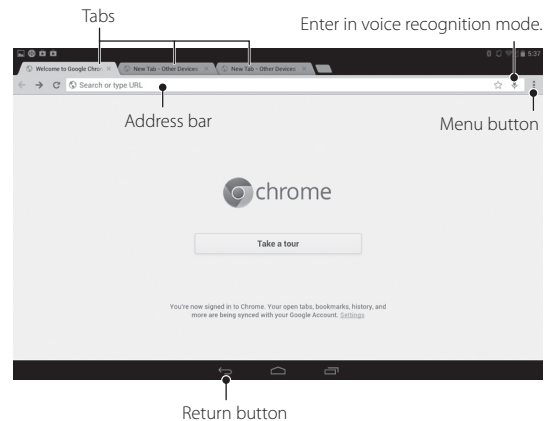 Tabs
Enter in voice recognition mode.
5:37
Welcome to Google Chrom
New Tab - Other Devices
New Tab - Other Devices
Search or type URL
Address bar
Menu button
chrome
Take a tour
You're now signed in to Chrome. Your open tabs, bookmarks, history, and
more are being synced with your Google Account. Settings
Return button